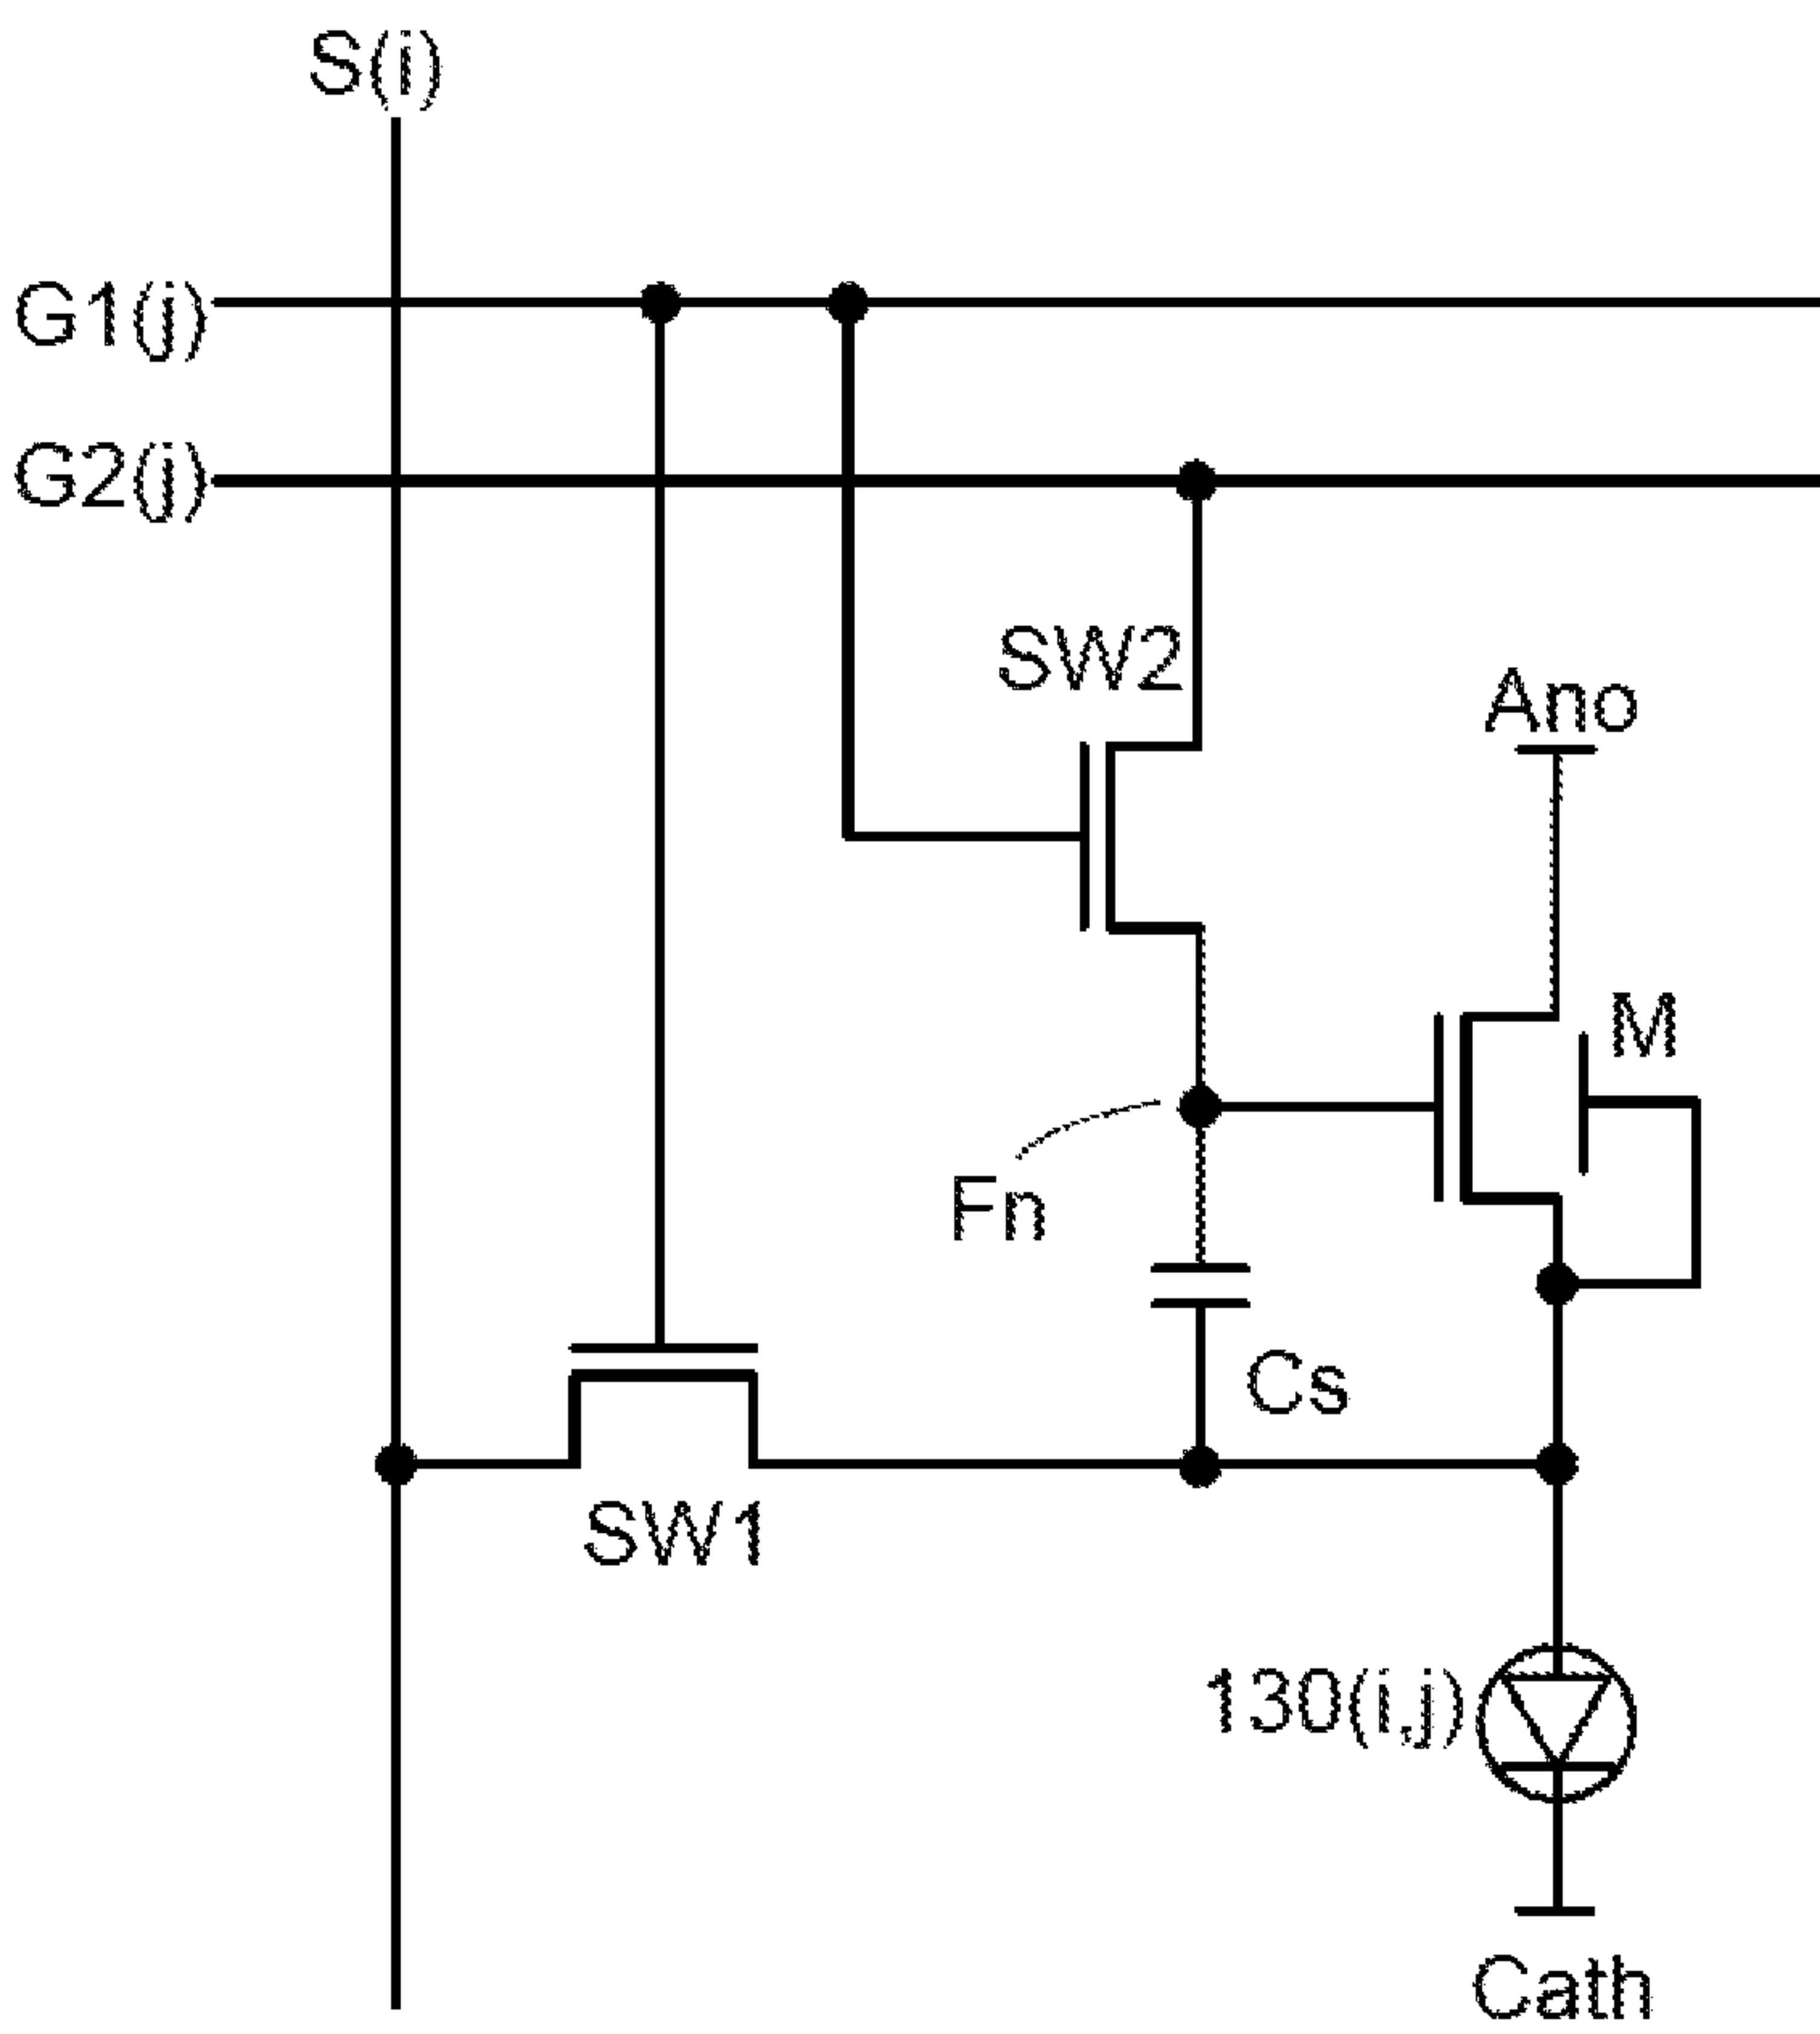 S(i)
G1(j)
G2(j)
SW2
Ano
M
Fn
Cs
SW1
130(i,j)
Cath